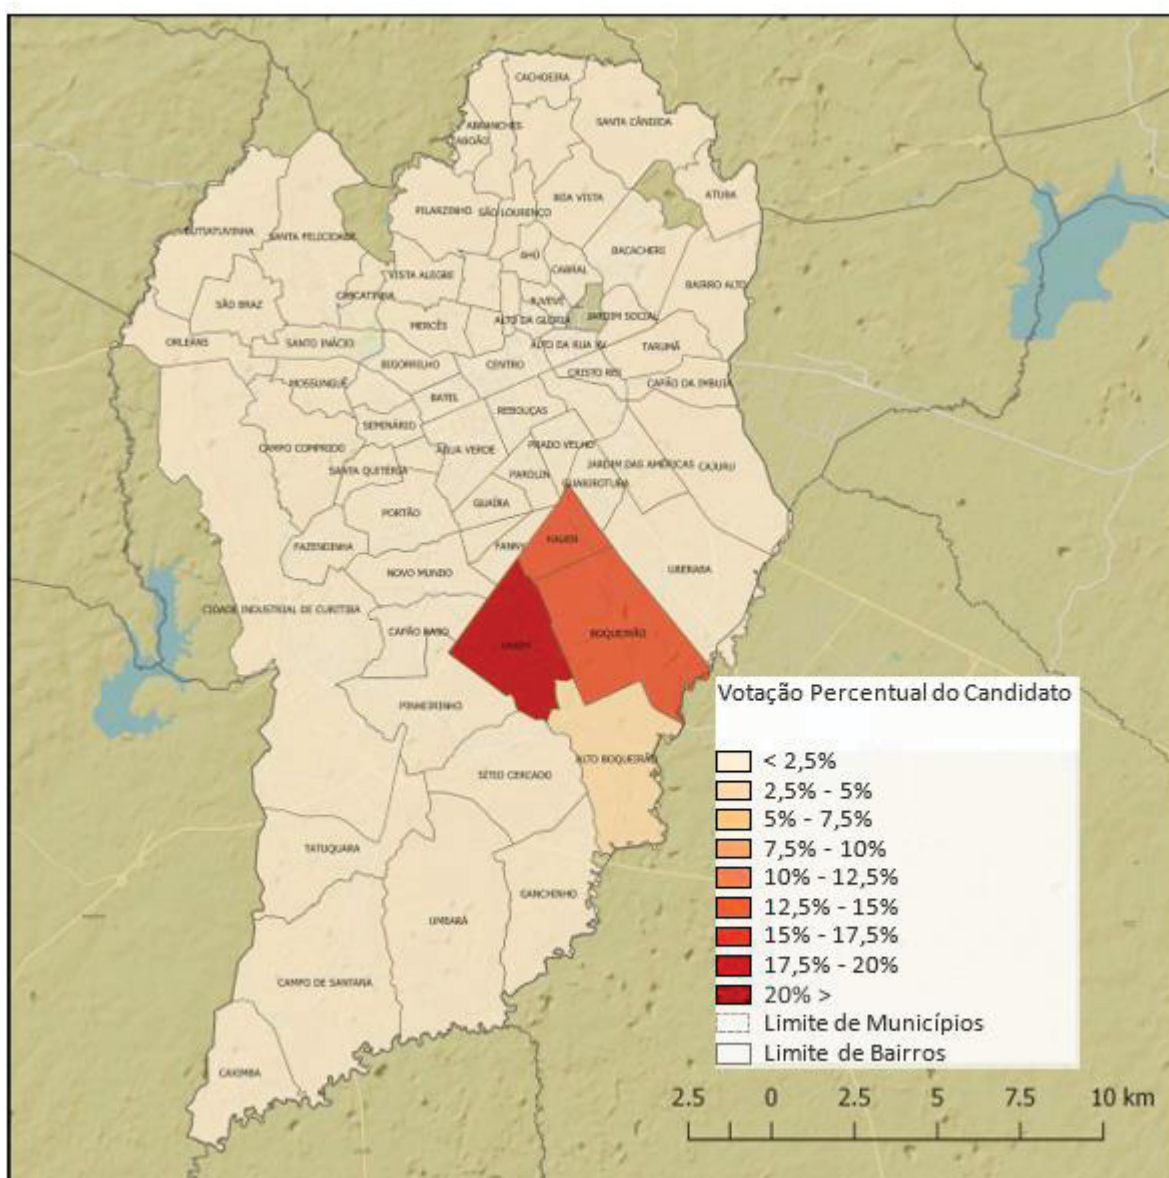 CACHOEIRA
ABRANCHES
SANTA CÂNDIDA
TABOÃO
ATUBA
BOA VISTA
PILARZINHO
SÃO LOURENÇO
BUTIATUVINHA
SANTA FELICIDADE
BACACHERI
AHÚ
CABRAL
VISTA ALEGRE
BAIRRO ALTO
CASCATINHA
SÃO BRAZ
JUVEVÊ
ALTO DA GLÓRIA
JARDIM SOCIAL
MERCÊS
ORLEANS
SANTO INÁCIO
ALTO DA RUA XV
TARUMÃ
BIGORRILHO
CENTRO
CRISTO REI
MOSSUNGUÊ
CAPÃO DA IMBUIA
BATEL
REBOUÇAS
SEMINÁRIO
CAMPO COMPRIDO
ÁGUA VERDE
PRADO VELHO
SANTA QUITÉRIA
JARDIM DAS AMÉRICAS
CAJURU
PAROLIN
GUABIROTUBA
GUAÍRA
PORTÃO
HAUER
FAZENDINHA
FANNY
NOVO MUNDO
UBERABA
CIDADE INDUSTRIAL DE CURITIBA
CAPÃO RASO
BOQUEIRÃO
XAXIM
PINHEIRINHO
ALTO BOQUEIRÃO
SÍTIO CERCADO
TATUQUARA
GANCHINHO
UMBARÁ
CAMPO DE SANTANA
CAXIMBA
Votação Percentual do Candidato
< 2,5%
2,5% - 5%
5% - 7,5%
7,5% - 10%
10% - 12,5%
12,5% - 15%
15% - 17,5%
17,5% - 20%
20% >
Limite de Municípios
Limite de Bairros
2.5 0 2.5 5 7.5 10 km